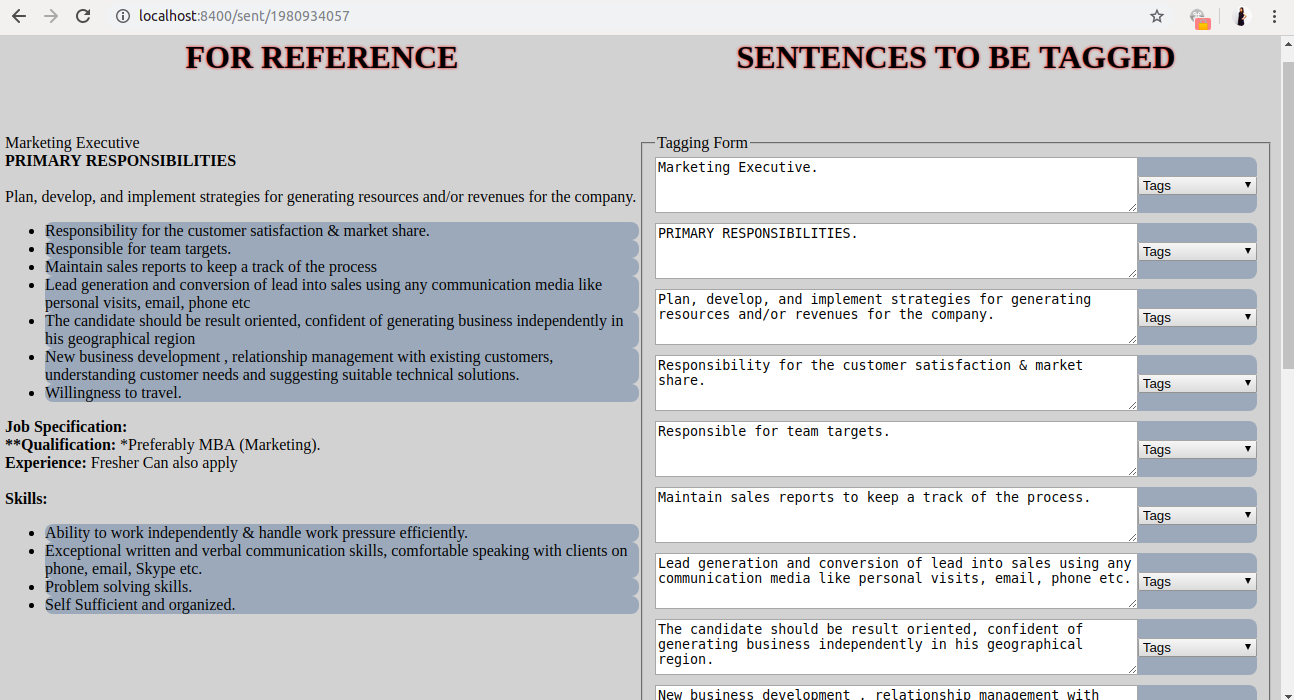 localhost:8400/sent/1980934057
FOR REFERENCE
SENTENCES TO BE TAGGED
Marketing Executive
PRIMARY RESPONSIBILITIES
Plan, develop, and implement strategies for generating resources and/or revenues for the company.
Responsibility for the customer satisfaction & market share.
Responsible for team targets.
Maintain sales reports to keep a track of the process
Lead generation and conversion of lead into sales using any communication media like
personal visits, email, phone etc
The candidate should be result oriented, confident of generating business independently in
his geographical region
New business development , relationship management with existing customers,
understanding customer needs and suggesting suitable technical solutions.
Willingness to travel.
Job Specification:
**Qualification: *Preferably MBA (Marketing).
Experience: Fresher Can also apply
Skills:
Ability to work independently & handle work pressure efficiently.
Exceptional written and verbal communication skills, comfortable speaking with clients on
phone, email, Skype etc.
Problem solving skills.
Self Sufficient and organized.
Tagging Form
Marketing Executive.
Tags
PRIMARY RESPONSIBILITIES.
Tags
Plan, develop, and implement strategies for generating
resources and/or revenues for the company.
Tags
Responsibility for the customer satisfaction & market
share.
Tags
Responsible for team targets.
Tags
Maintain sales reports to keep a track of the process.
Tags
Lead generation and conversion of lead into sales using any
communication media like personal visits, email, phone etc.
Tags
The candidate should be result oriented, confident of
generating business independently in his geographical
region.
Tags
New business development , relationship management with